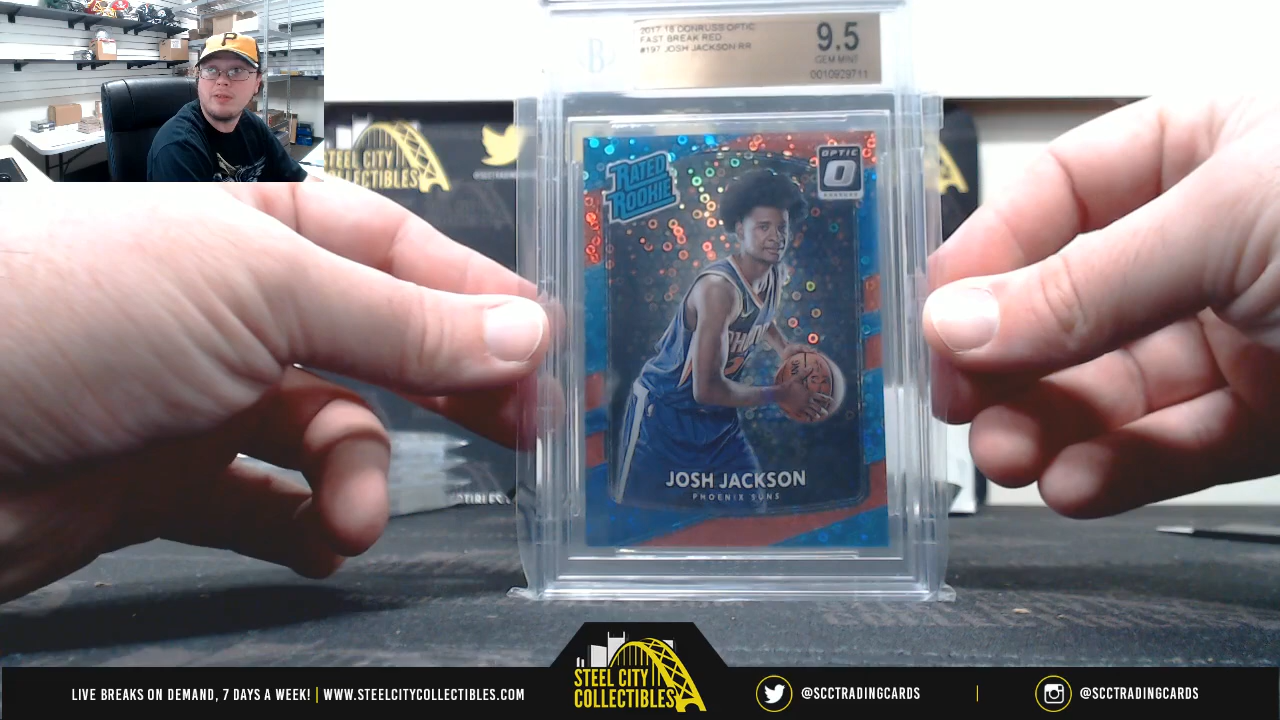 P
STEEL CITY
COLLECTIBLES
2017-18 DONRUSS OPTIC
FAST BREAK RED
#197 JOSH JACKSON RR
9.5
GEM MINT
0010929711
B
RATED
ROOKIE
OPTIC
O
DONRUSS
PHOENIX
JOSH JACKSON
PHOENIX SUNS
LIVE BREAKS ON DEMAND, 7 DAYS A WEEK! | WWW.STEELCITYCOLLECTIBLES.COM
STEEL CITY
COLLECTIBLES
@SCCTRADINGCARDS | @SCCTRADINGCARDS